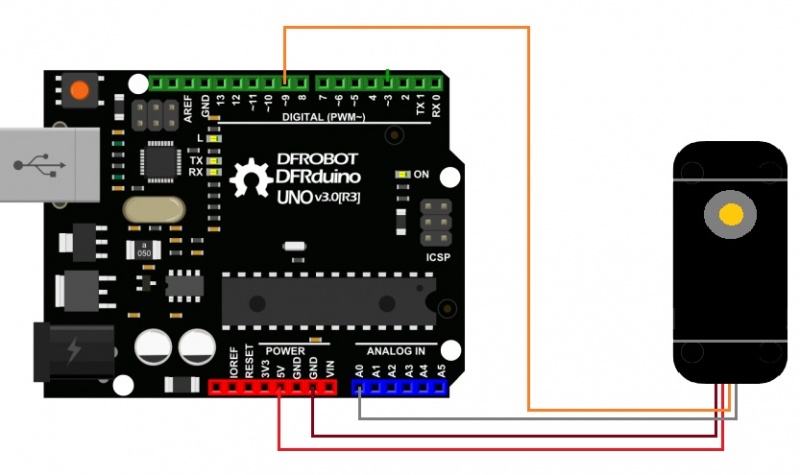 AREF
GND
13
12
~11
~10
~9
8
7
~6
~5
4
~3
2
TX 1
RX 0
DIGITAL (PWM~)
L
TX
RX
DFROBOT
DFRduino
UNO v3.0[R3]
ON
a
050
ICSP
POWER
ANALOG IN
IOREF
RESET
3V3
5V
GND
GND
VIN
A0
A1
A2
A3
A4
A5